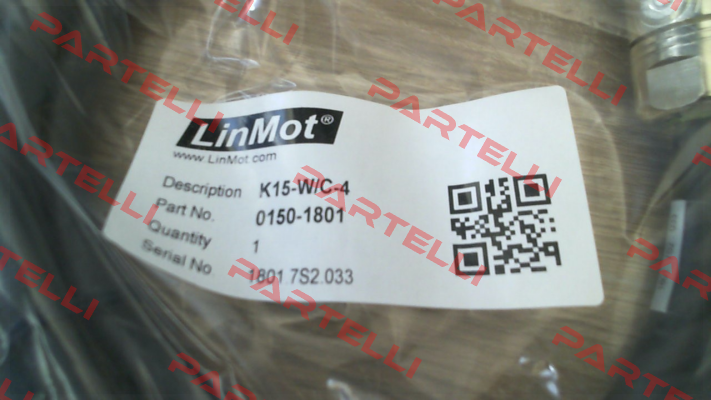 LinMot®
www.LinMot.com
Description K15-W/C-4
Part No. 0150-1801
Quantity 1
Serial No 1801 7S2.033
PARTELLI
PARTELLI
PARTELLI
PARTELLI
PARTELLI
PARTELLI
PARTELLI